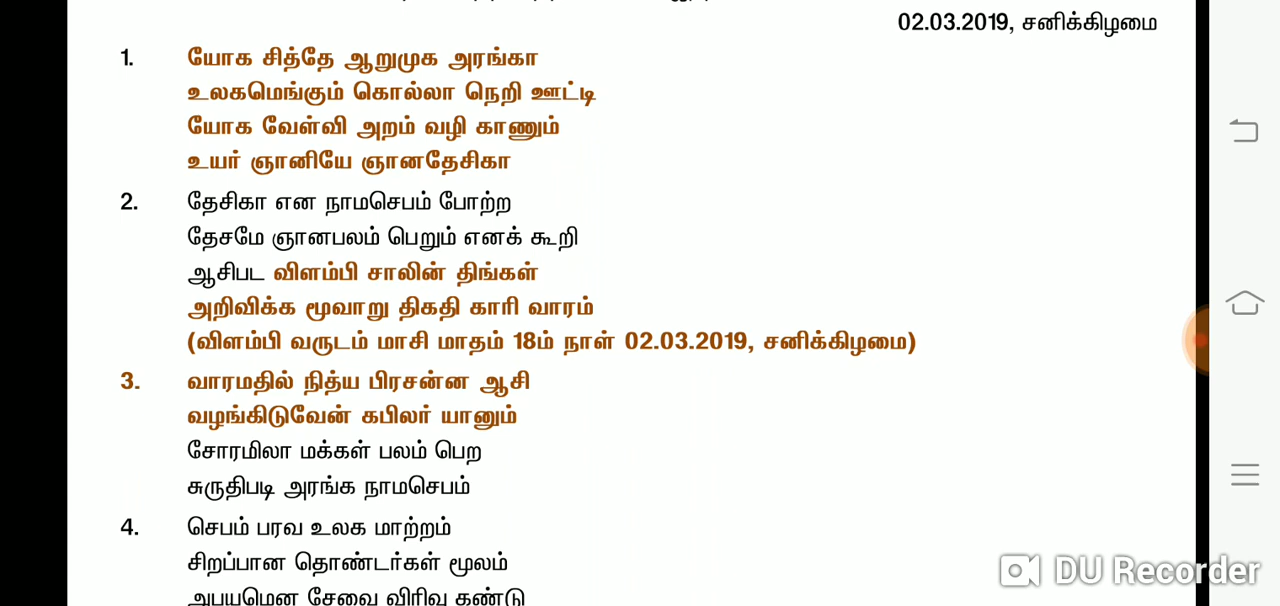 02.03.2019, சனிக்கிழமை
1. யோக சித்தே ஆறுமுக அரங்கா
உலகமெங்கும் கொல்லா நெறி ஊட்டி
யோக வேள்வி அறம் வழி காணும்
உயர் ஞானியே ஞானதேசிகா
2. தேசிகா என நாமசெபம் போற்ற
தேசமே ஞானபலம் பெறும் எனக் கூறி
ஆசிபட விளம்பி சாலின் திங்கள்
அறிவிக்க மூவாறு திகதி காரி வாரம்
(விளம்பி வருடம் மாசி மாதம் 18ம் நாள் 02.03.2019, சனிக்கிழமை)
3. வாரமதில் நித்ய பிரசன்ன ஆசி
வழங்கிடுவேன் கபிலர் யானும்
சோரமிலா மக்கள் பலம் பெற
சுருதிபடி அரங்க நாமசெபம்
4. செபம் பரவ உலக மாற்றம்
சிறப்பான தொண்டர்கள் மூலம்
அபயமென சேவை விரிவு கண்டு
DU Recorder